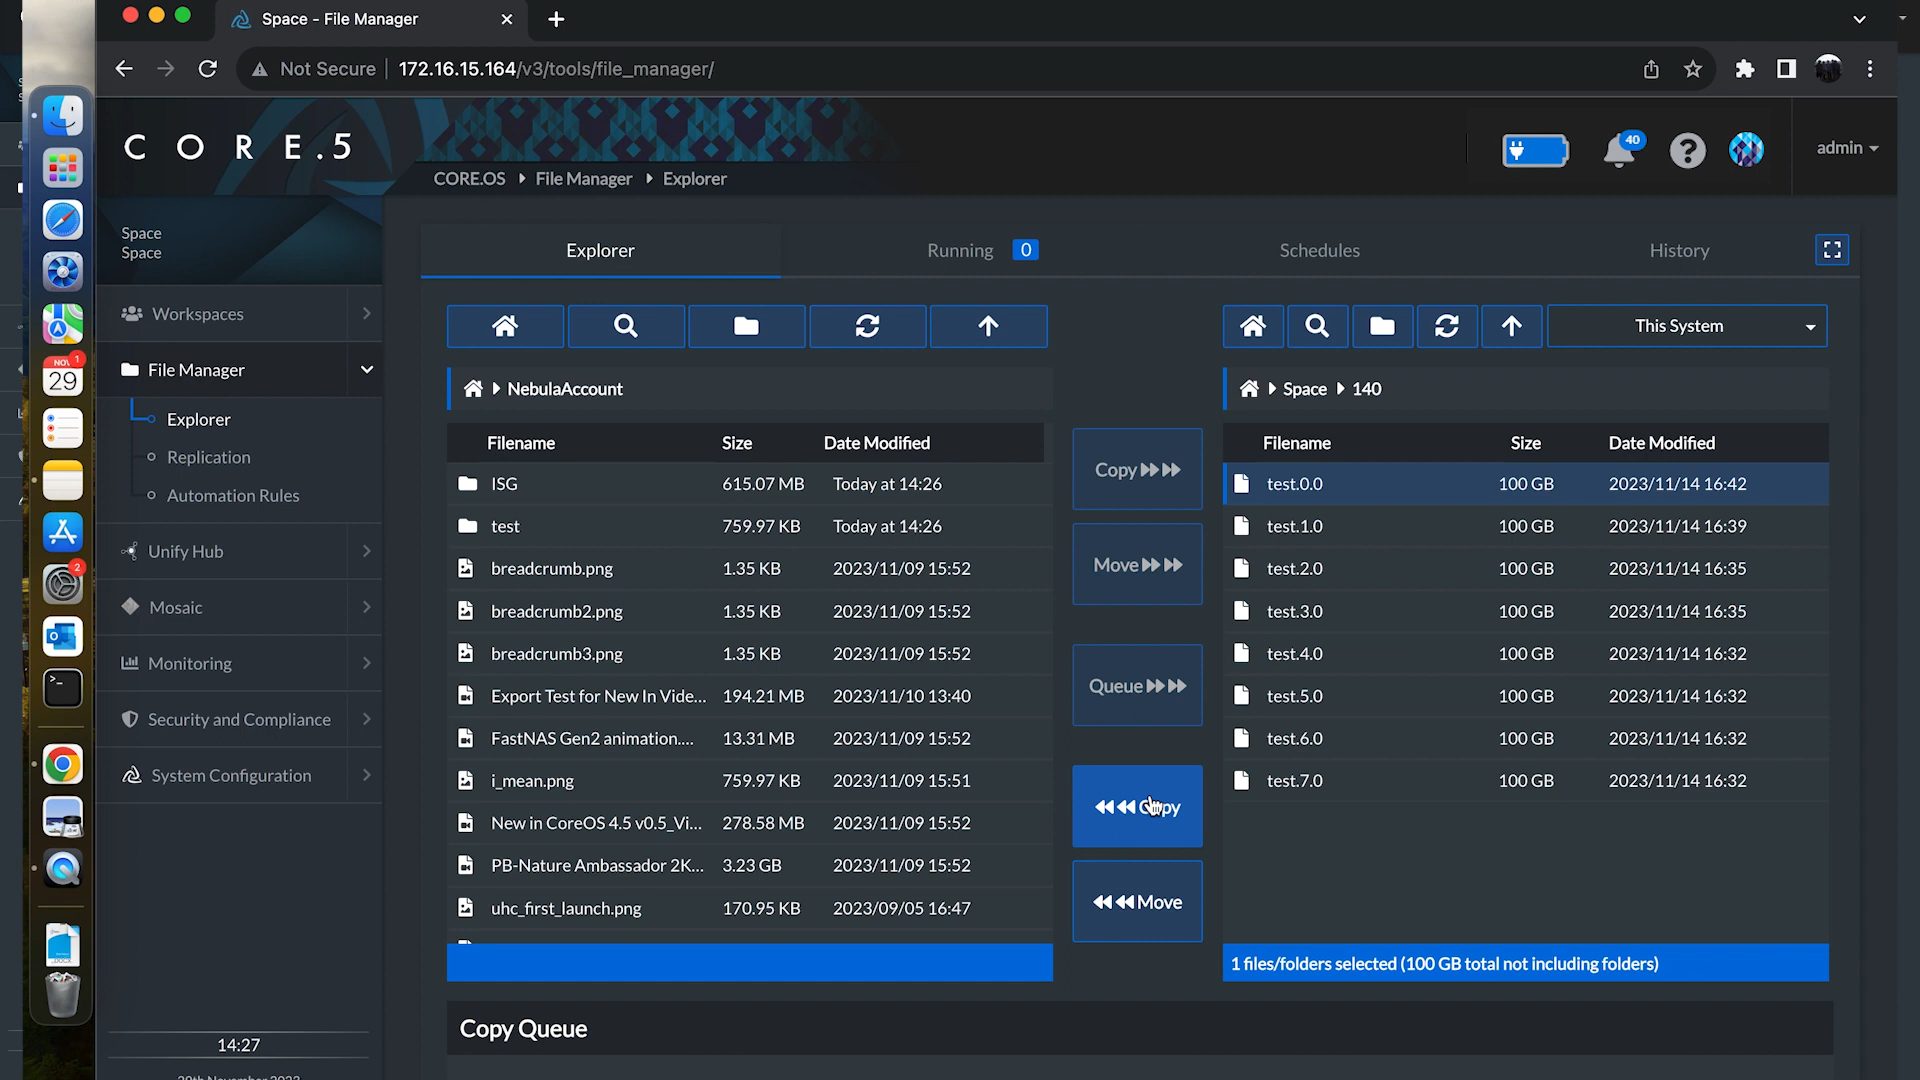 Space - File Manager
Not Secure 172.16.15.164/v3/tools/file_manager/
C O R E . 5
CORE.OS File Manager Explorer
40
admin
Space
Space
Workspaces
File Manager
Explorer
Replication
Automation Rules
Unify Hub
Mosaic
Monitoring
Security and Compliance
System Configuration
14:27
NOV 1
29
2
Explorer Running 0 Schedules History
This System
NebulaAccount
Filename Size Date Modified
ISG 615.07 MB Today at 14:26
test 759.97 KB Today at 14:26
breadcrumb.png 1.35 KB 2023/11/09 15:52
breadcrumb2.png 1.35 KB 2023/11/09 15:52
breadcrumb3.png 1.35 KB 2023/11/09 15:52
Export Test for New In Vide... 194.21 MB 2023/11/10 13:40
FastNAS Gen2 animation.... 13.31 MB 2023/11/09 15:52
i_mean.png 759.97 KB 2023/11/09 15:51
New in CoreOS 4.5 v0.5_Vi... 278.58 MB 2023/11/09 15:52
PB-Nature Ambassador 2K... 3.23 GB 2023/11/09 15:52
uhc_first_launch.png 170.95 KB 2023/09/05 16:47
Copy
Move
Queue
Copy
Move
Space 140
Filename Size Date Modified
test.0.0 100 GB 2023/11/14 16:42
test.1.0 100 GB 2023/11/14 16:39
test.2.0 100 GB 2023/11/14 16:35
test.3.0 100 GB 2023/11/14 16:35
test.4.0 100 GB 2023/11/14 16:32
test.5.0 100 GB 2023/11/14 16:32
test.6.0 100 GB 2023/11/14 16:32
test.7.0 100 GB 2023/11/14 16:32
1 files/folders selected (100 GB total not including folders)
Copy Queue